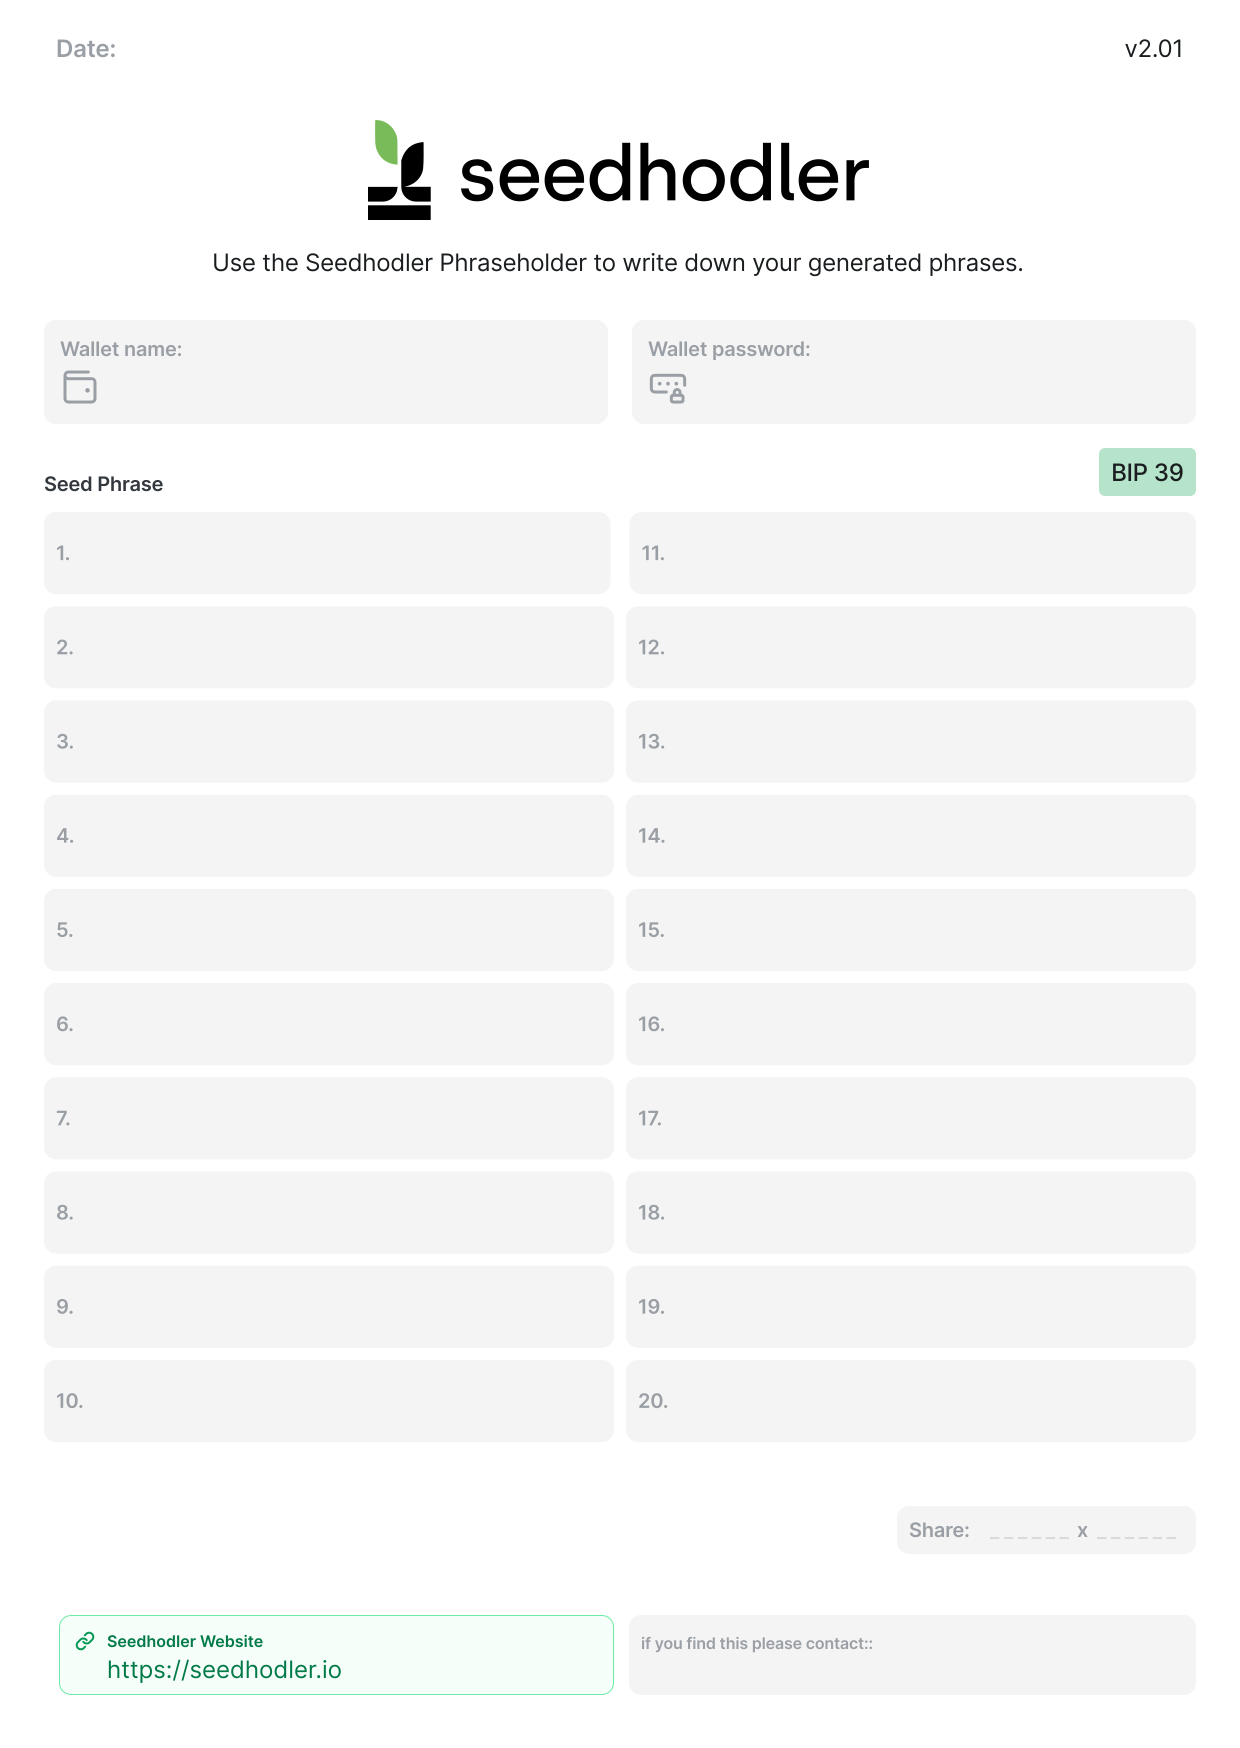 Date:
v2.01
seedhodler
Use the Seedhodler Phraseholder to write down your generated phrases.
Wallet name:
Wallet password:
Seed Phrase
BIP 39
1.
2.
3.
4.
5.
6.
7.
8.
9.
10.
11.
12.
13.
14.
15.
16.
17.
18.
19.
20.
Share: ______ x ______
Seedhodler Website
https://seedhodler.io
if you find this please contact::